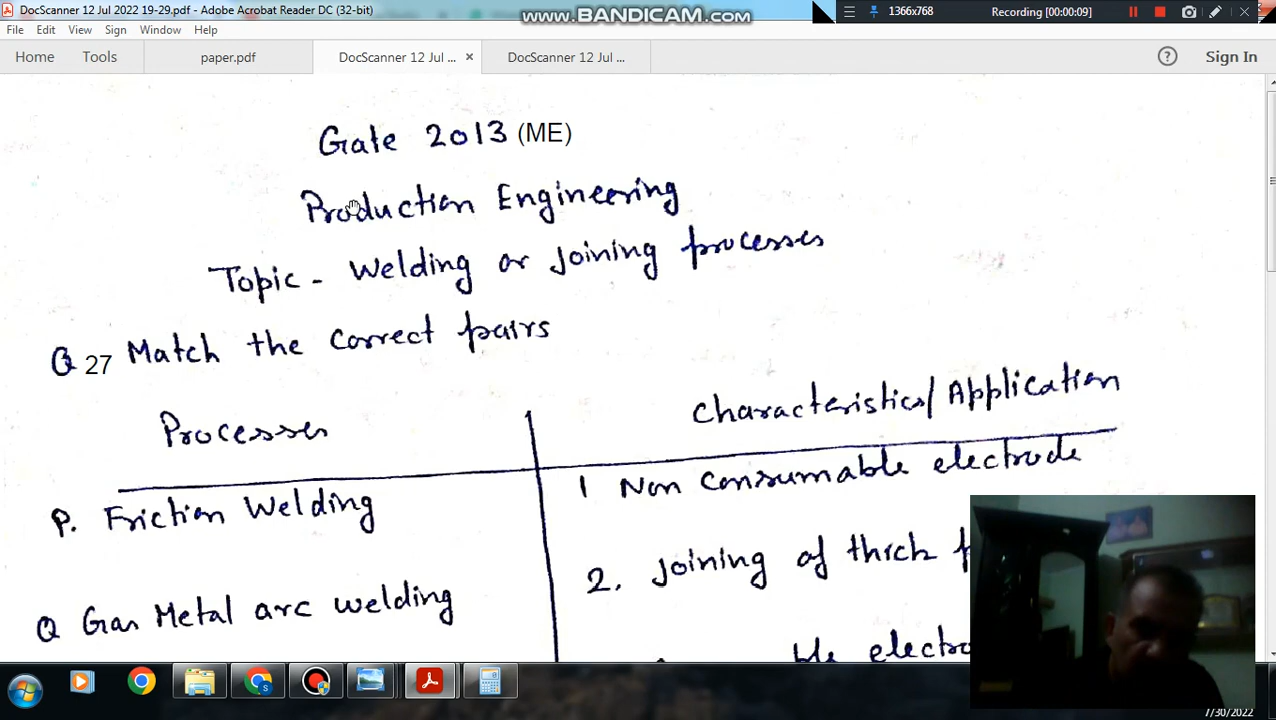 DocScanner 12 Jul 2022 19-29.pdf - Adobe Acrobat Reader DC (32-bit)
www.BANDICAM.com
1366x768
Recording [00:00:09]
File Edit View Sign Window Help
Home Tools paper.pdf DocScanner 12 Jul ... × DocScanner 12 Jul ... Sign In
Gate 2013 (ME)
Production Engineering
Topic - Welding or Joining processes
Q 27 Match the correct pairs
Processes
Characteristics/Application
P. Friction Welding
1 Non consumable electrode
2. Joining of thick
Q Gas Metal arc welding
7/30/2022